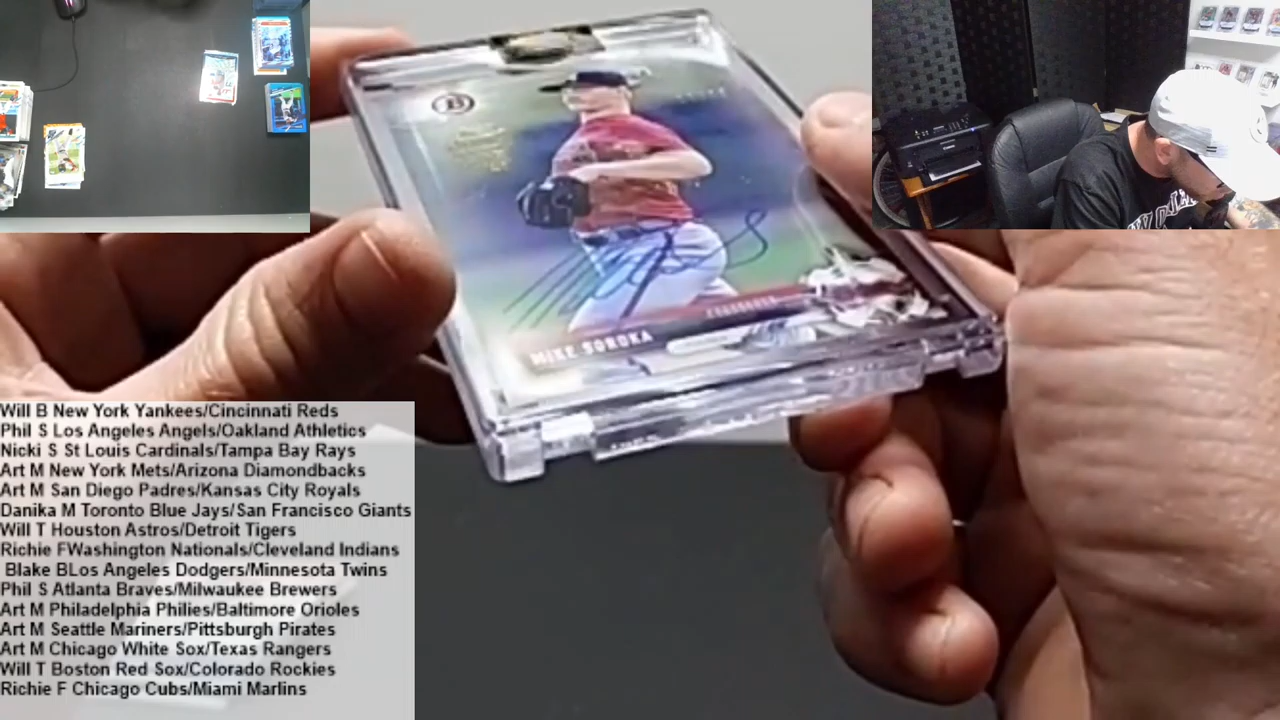 B
MIKE SOROKA
Canon
Will B New York Yankees/Cincinnati Reds
Phil S Los Angeles Angels/Oakland Athletics
Nicki S St Louis Cardinals/Tampa Bay Rays
Art M New York Mets/Arizona Diamondbacks
Art M San Diego Padres/Kansas City Royals
Danika M Toronto Blue Jays/San Francisco Giants
Will T Houston Astros/Detroit Tigers
Richie FWashington Nationals/Cleveland Indians
Blake BLos Angeles Dodgers/Minnesota Twins
Phil S Atlanta Braves/Milwaukee Brewers
Art M Philadelphia Philies/Baltimore Orioles
Art M Seattle Mariners/Pittsburgh Pirates
Art M Chicago White Sox/Texas Rangers
Will T Boston Red Sox/Colorado Rockies
Richie F Chicago Cubs/Miami Marlins